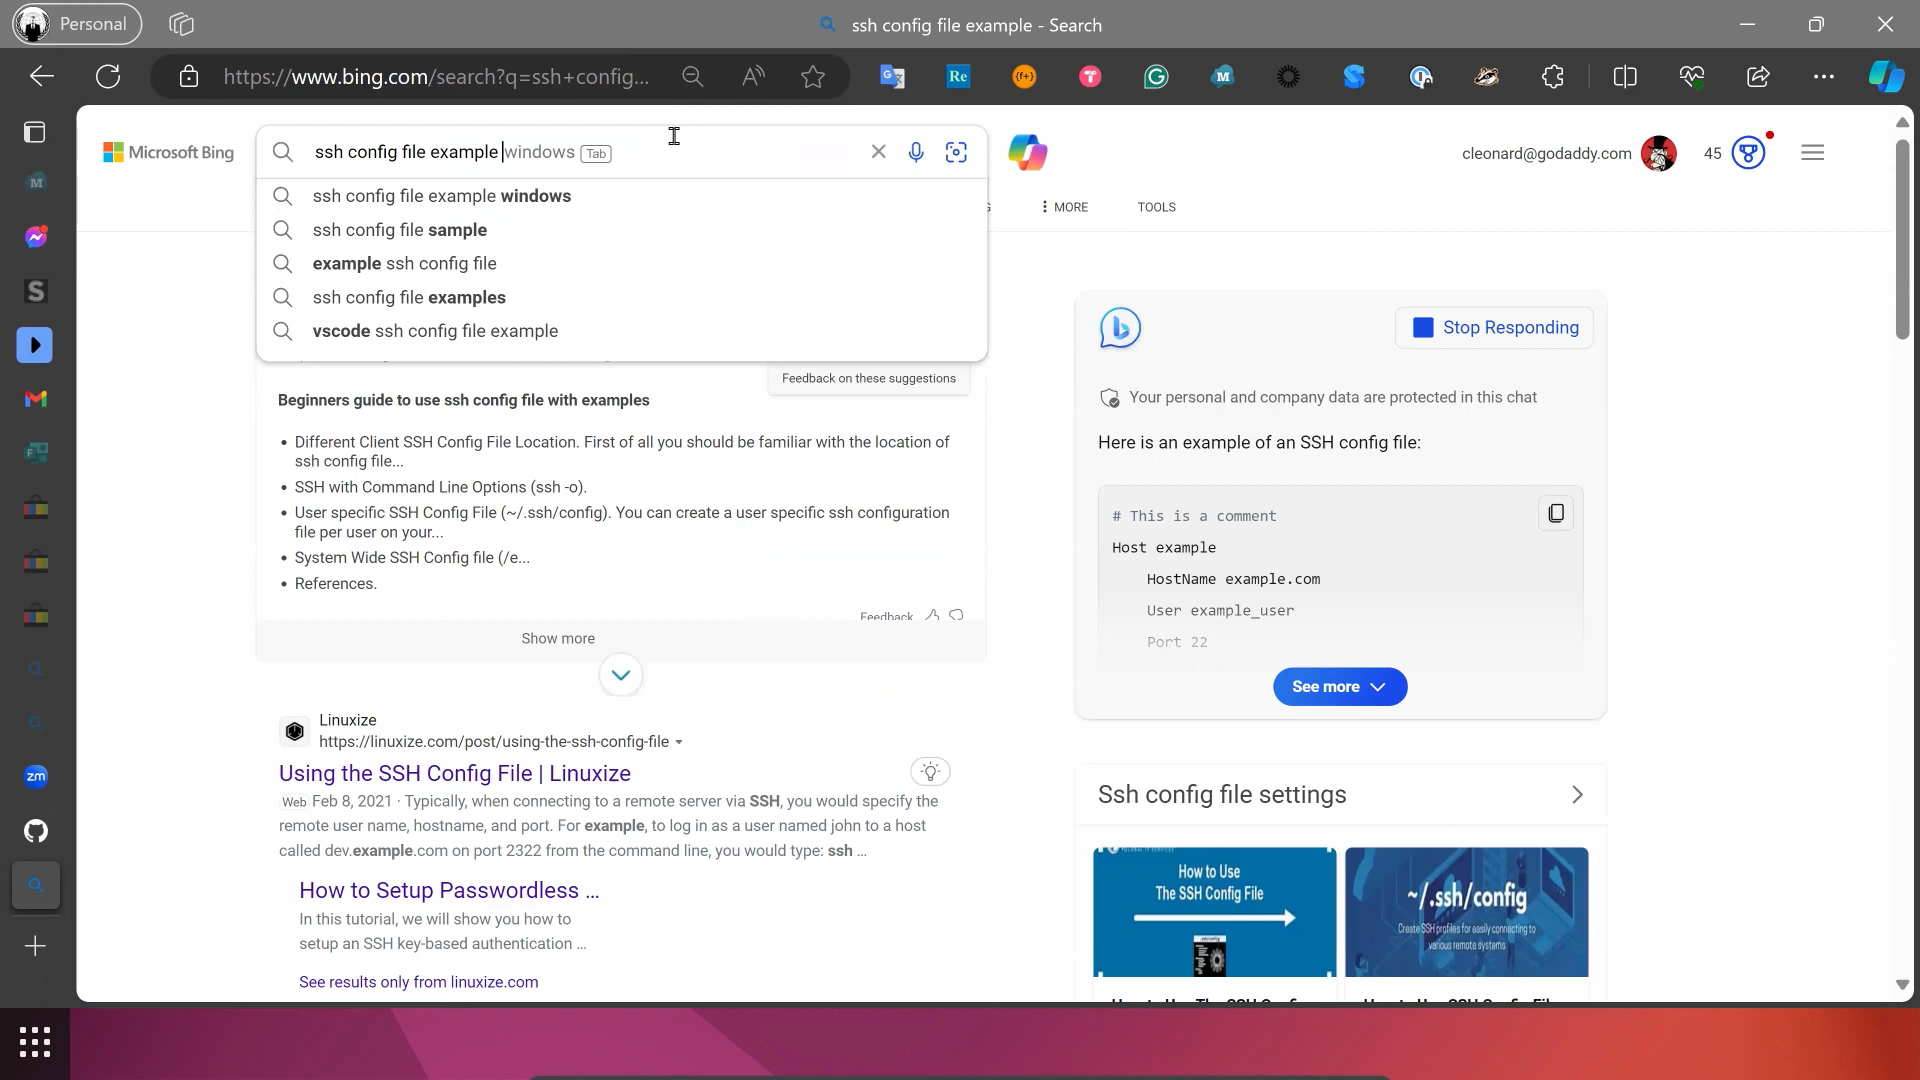 Personal
ssh config file example - Search
https://www.bing.com/search?q=ssh+config...
Microsoft Bing
ssh config file example windows Tab
cleonard@godaddy.com
45
MORE
TOOLS
ssh config file example windows
ssh config file sample
example ssh config file
ssh config file examples
vscode ssh config file example
Feedback on these suggestions
Beginners guide to use ssh config file with examples
• Different Client SSH Config File Location. First of all you should be familiar with the location of
ssh config file...
• SSH with Command Line Options (ssh -o).
• User specific SSH Config File (~/.ssh/config). You can create a user specific ssh configuration
file per user on your...
• System Wide SSH Config file (/e...
• References.
Feedback
Show more
Linuxize
https://linuxize.com/post/using-the-ssh-config-file
Using the SSH Config File | Linuxize
Web Feb 8, 2021 · Typically, when connecting to a remote server via SSH, you would specify the
remote user name, hostname, and port. For example, to log in as a user named john to a host
called dev.example.com on port 2322 from the command line, you would type: ssh ...
How to Setup Passwordless ...
In this tutorial, we will show you how to
setup an SSH key-based authentication ...
See results only from linuxize.com
Stop Responding
Your personal and company data are protected in this chat
Here is an example of an SSH config file:
# This is a comment
Host example
HostName example.com
User example_user
Port 22
See more
Ssh config file settings
How to Use
The SSH Config File
~/.ssh/config
Create SSH profiles for easily connecting to
various remote systems